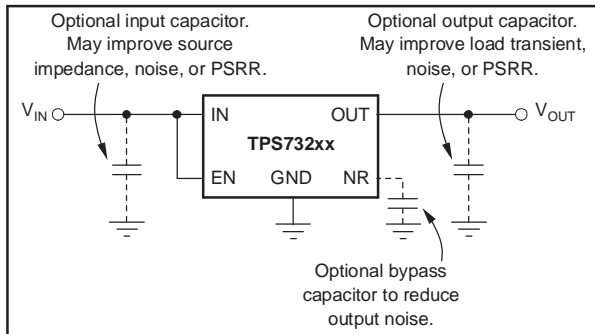 Optional input capacitor.
May improve source
impedance, noise, or PSRR.
Optional output capacitor.
May improve load transient,
noise, or PSRR.
VIN
IN
OUT
VOUT
TPS732xx
EN
GND
NR
Optional bypass
capacitor to reduce
output noise.